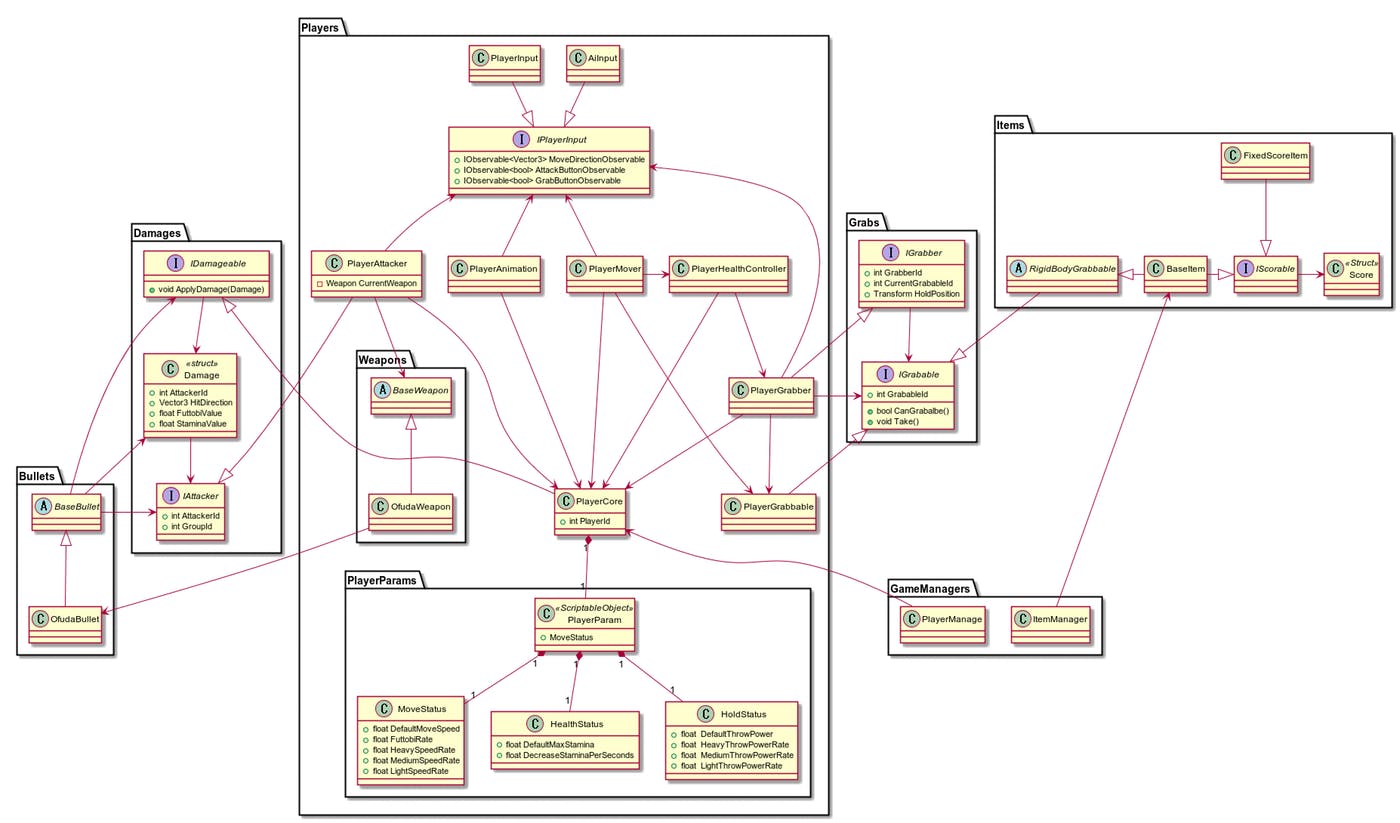 Players
C PlayerInput
C AiInput
I IPlayerInput
IObservable<Vector3> MoveDirectionObservable
IObservable<bool> AttackButtonObservable
IObservable<bool> GrabButtonObservable
C PlayerAttacker
Weapon CurrentWeapon
C PlayerAnimation
C PlayerMover
C PlayerHealthController
Weapons
A BaseWeapon
C OfudaWeapon
C PlayerGrabber
C PlayerCore
int PlayerId
C PlayerGrabbable
1
1
PlayerParams
C «ScriptableObject»
PlayerParam
MoveStatus
1
1
1
1
1
1
C MoveStatus
float DefaultMoveSpeed
float FuttobiRate
float HeavySpeedRate
float MediumSpeedRate
float LightSpeedRate
C HealthStatus
float DefaultMaxStamina
float DecreaseStaminaPerSeconds
C HoldStatus
float DefaultThrowPower
float HeavyThrowPowerRate
float MediumThrowPowerRate
float LightThrowPowerRate
Damages
I IDamageable
void ApplyDamage(Damage)
C «struct»
Damage
int AttackerId
Vector3 HitDirection
float FuttobiValue
float StaminaValue
I IAttacker
int AttackerId
int GroupId
Bullets
A BaseBullet
C OfudaBullet
Grabs
I IGrabber
int GrabberId
int CurrentGrabableId
Transform HoldPosition
I IGrabable
int GrabableId
bool CanGrabalbe()
void Take()
Items
C FixedScoreItem
A RigidBodyGrabbable
C BaseItem
I IScorable
C «Struct»
Score
GameManagers
C PlayerManage
C ItemManager